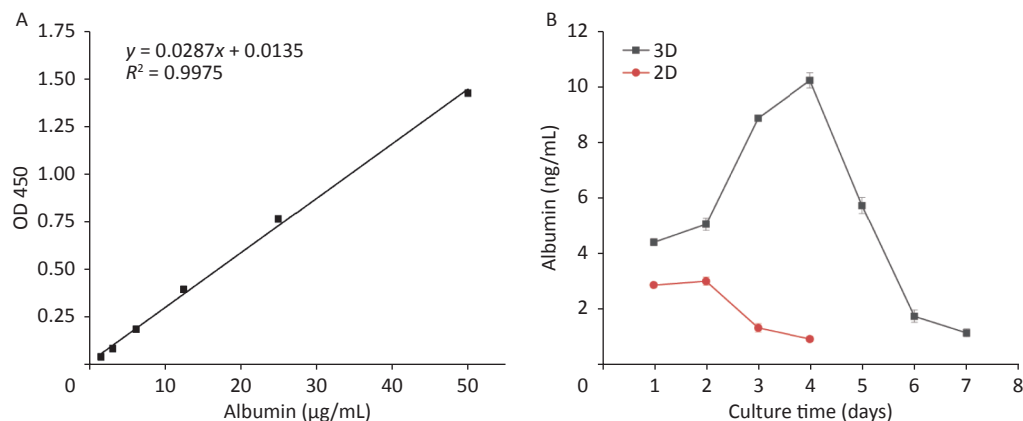 A
y = 0.0287x + 0.0135
R² = 0.9975
1.75
1.50
1.25
1.00
0.75
0.50
0.25
0
10
20
30
40
50
OD 450
Albumin (µg/mL)
B
3D
2D
12
10
8
6
4
2
0
1
2
3
4
5
6
7
8
Albumin (ng/mL)
Culture time (days)